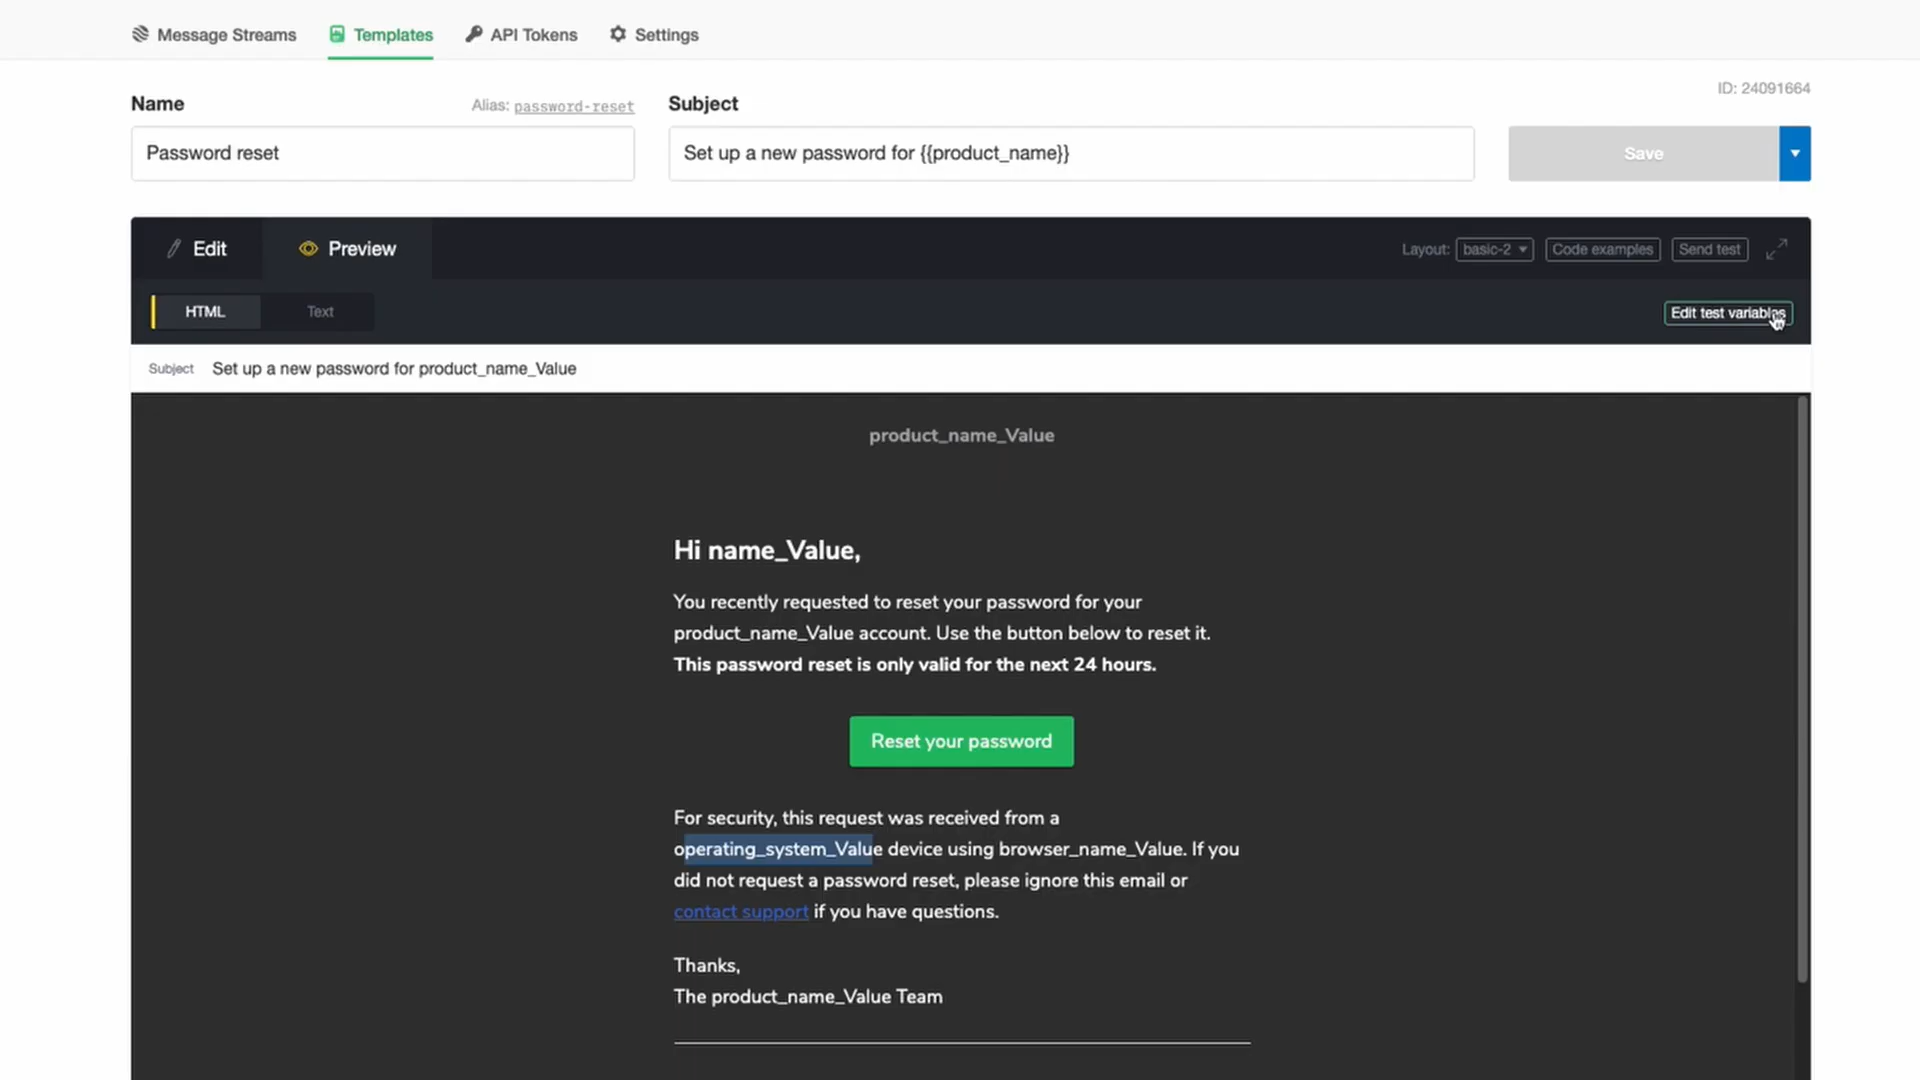 Message Streams
Templates
API Tokens
Settings
ID: 24091664
Name
Alias: password-reset
Subject
Password reset
Set up a new password for {{product_name}}
Save
Edit
Preview
Layout: basic-2
Code examples
Send test
HTML
Text
Edit test variables
Subject
Set up a new password for product_name_Value
product_name_Value
Hi name_Value,
You recently requested to reset your password for your
product_name_Value account. Use the button below to reset it.
This password reset is only valid for the next 24 hours.
Reset your password
For security, this request was received from a
operating_system_Value device using browser_name_Value. If you
did not request a password reset, please ignore this email or
contact support if you have questions.
Thanks,
The product_name_Value Team